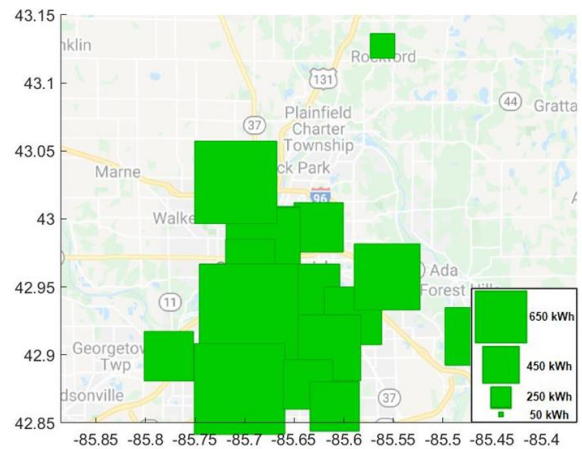 43.15
nklin
Rockford
43.1
131
44
Gratta
Plainfield
37
Charter
Township
43.05
Marne
ck Park
96
43
Walke
42.95
Ada
Forest Hills
11
650 kWh
42.9
Georgetow
Twp
450 kWh
250 kWh
dsonville
37
50 kWh
42.85
-85.85 -85.8 -85.75 -85.7 -85.65 -85.6 -85.55 -85.5 -85.45 -85.4